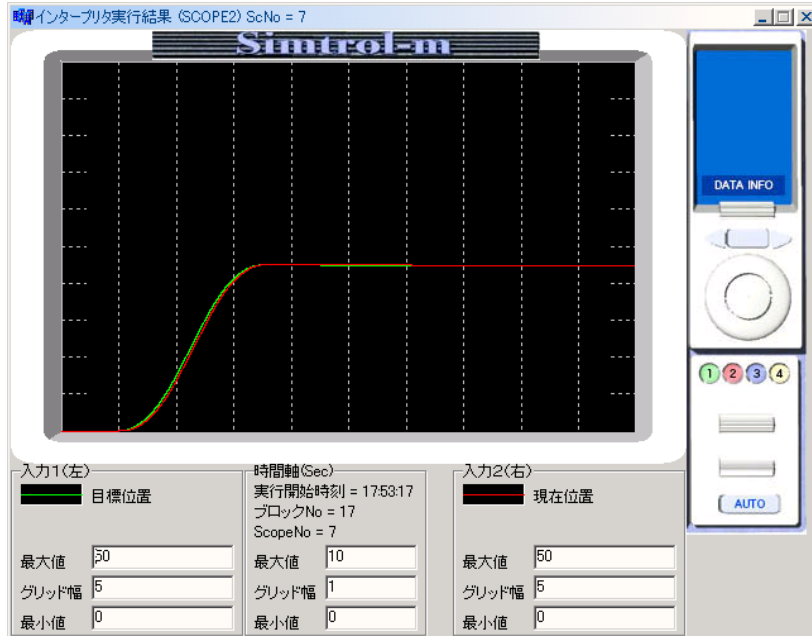 インタープリタ実行結果 (SCOPE2) ScNo = 7
Simtrol-m
DATA INFO
1 2 3 4
AUTO
入力1(左)
目標位置
最大値 50
グリッド幅 5
最小値 0
時間軸(Sec)
実行開始時刻 = 17:53:17
ブロックNo = 17
ScopeNo = 7
最大値 10
グリッド幅 1
最小値 0
入力2(右)
現在位置
最大値 50
グリッド幅 5
最小値 0